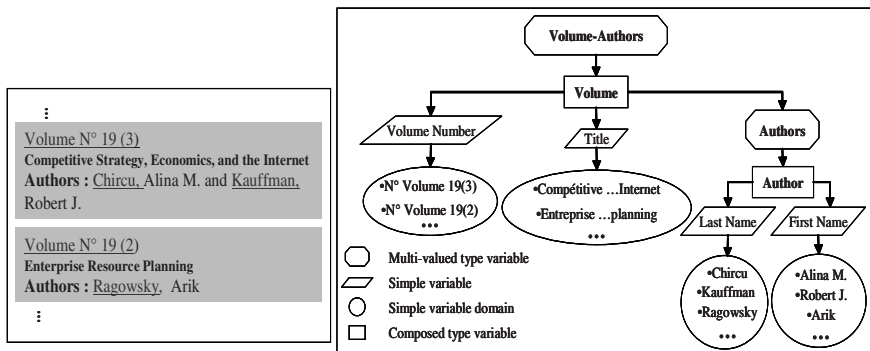 ⋮
Volume N° 19 (3)
Competitive Strategy, Economics, and the Internet
Authors : Chircu, Alina M. and Kauffman,
Robert J.
Volume N° 19 (2)
Enterprise Resource Planning
Authors : Ragowsky, Arik
⋮
Volume-Authors
Volume
Volume Number
Title
Authors
•N° Volume 19(3)
•N° Volume 19(2)
•••
•Compétitive ...Internet
•Entreprise ...planning
•••
Author
Last Name
First Name
•Chircu
•Kauffman
•Ragowsky
•••
•Alina M.
•Robert J.
•Arik
•••
Multi-valued type variable
Simple variable
Simple variable domain
Composed type variable